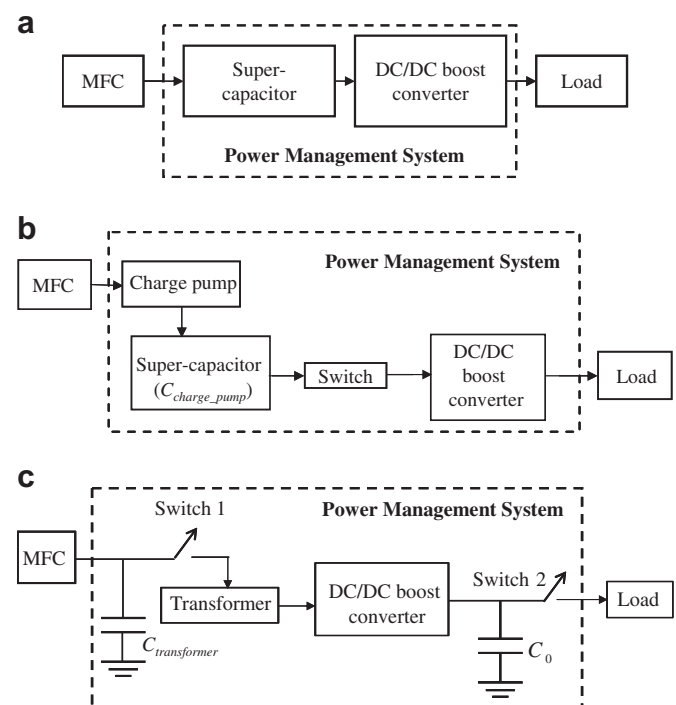 a
MFC
Super-
capacitor
DC/DC boost
converter
Load
Power Management System
b
Power Management System
MFC
Charge pump
Super-capacitor
(C_charge_pump)
Switch
DC/DC
boost
converter
Load
c
Switch 1
Power Management System
MFC
Transformer
DC/DC boost
converter
Switch 2
Load
C_transformer
C_0